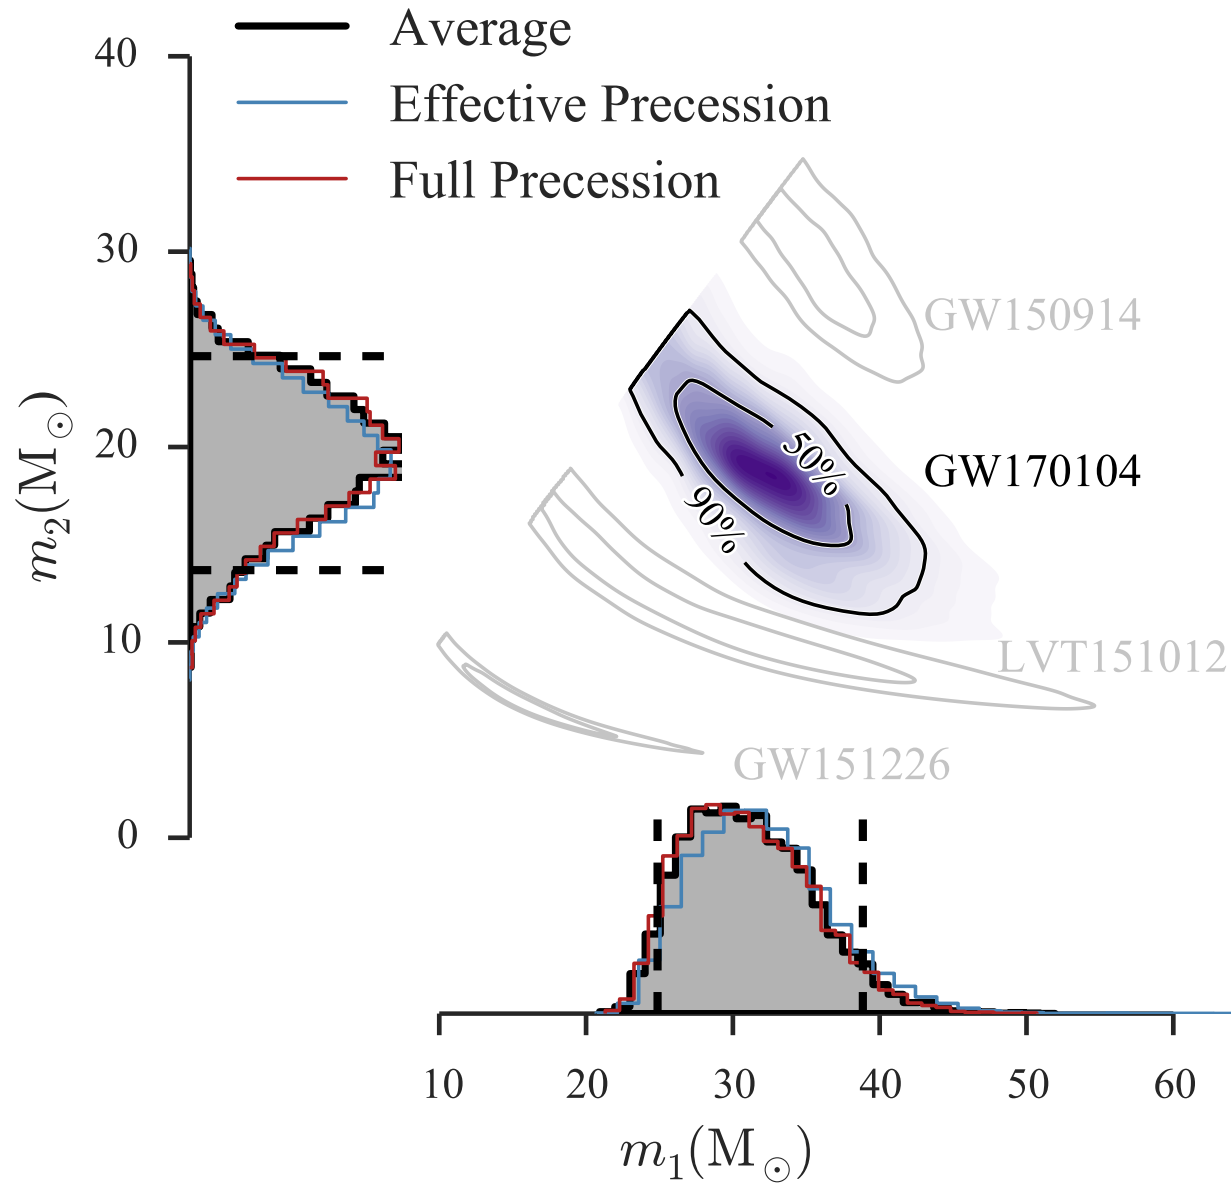 Average
Effective Precession
Full Precession
40
30
20
10
0
m₂(M⊙)
GW150914
50%
GW170104
90%
LVT151012
GW151226
10 20 30 40 50 60
m₁(M⊙)